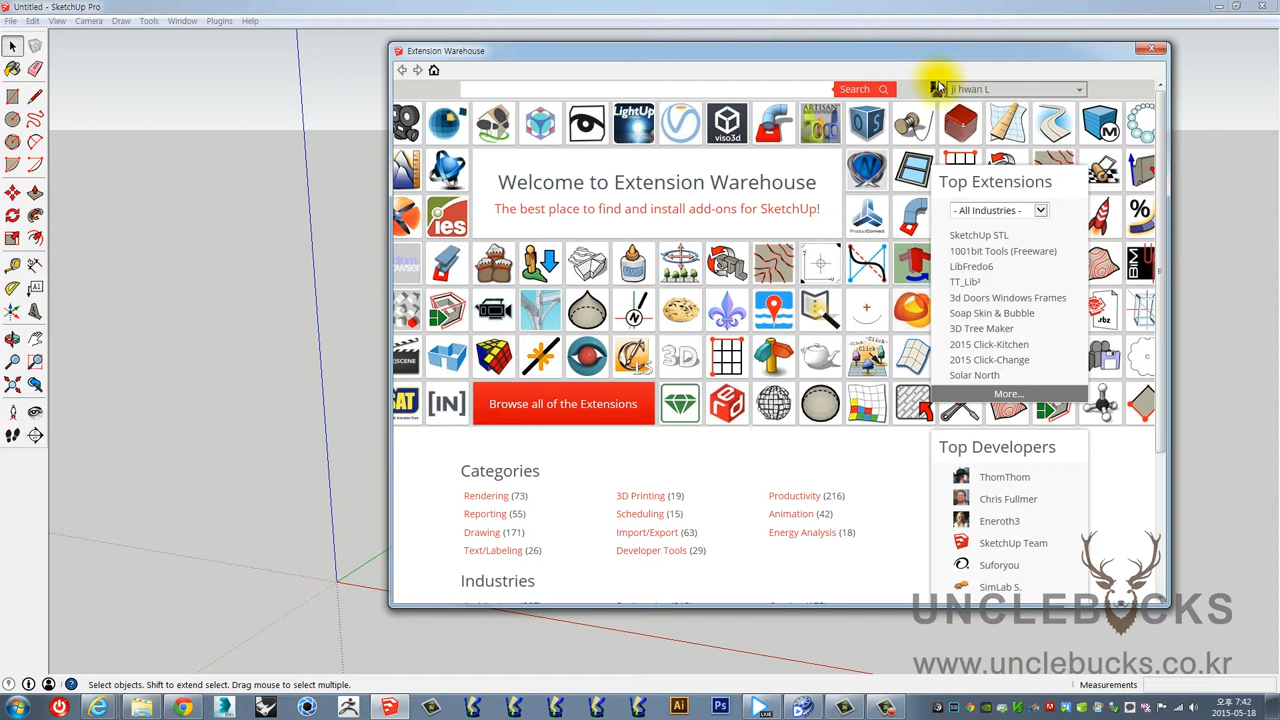 Untitled - SketchUp Pro
File Edit View Camera Draw Tools Window Plugins Help
Extension Warehouse
Search
ji hwan L
LightUp
viso3d
ARTISAN
Welcome to Extension Warehouse
The best place to find and install add-ons for SketchUp!
ies
ProductConnect
Top Extensions
- All Industries -
SketchUp STL
1001bit Tools (Freeware)
LibFredo6
TT_Lib²
3d Doors Windows Frames
Soap Skin & Bubble
3D Tree Maker
2015 Click-Kitchen
2015 Click-Change
Solar North
More...
Browse all of the Extensions
Top Developers
ThomThom
Chris Fullmer
Eneroth3
SketchUp Team
Suforyou
SimLab S.
Categories
Rendering (73) 3D Printing (19) Productivity (216)
Reporting (55) Scheduling (15) Animation (42)
Drawing (171) Import/Export (63) Energy Analysis (18)
Text/Labeling (26) Developer Tools (29)
Industries
UNCLEBUCKS
www.unclebucks.co.kr
Select objects. Shift to extend select. Drag mouse to select multiple.
Measurements
오후 7:42
2015-05-18